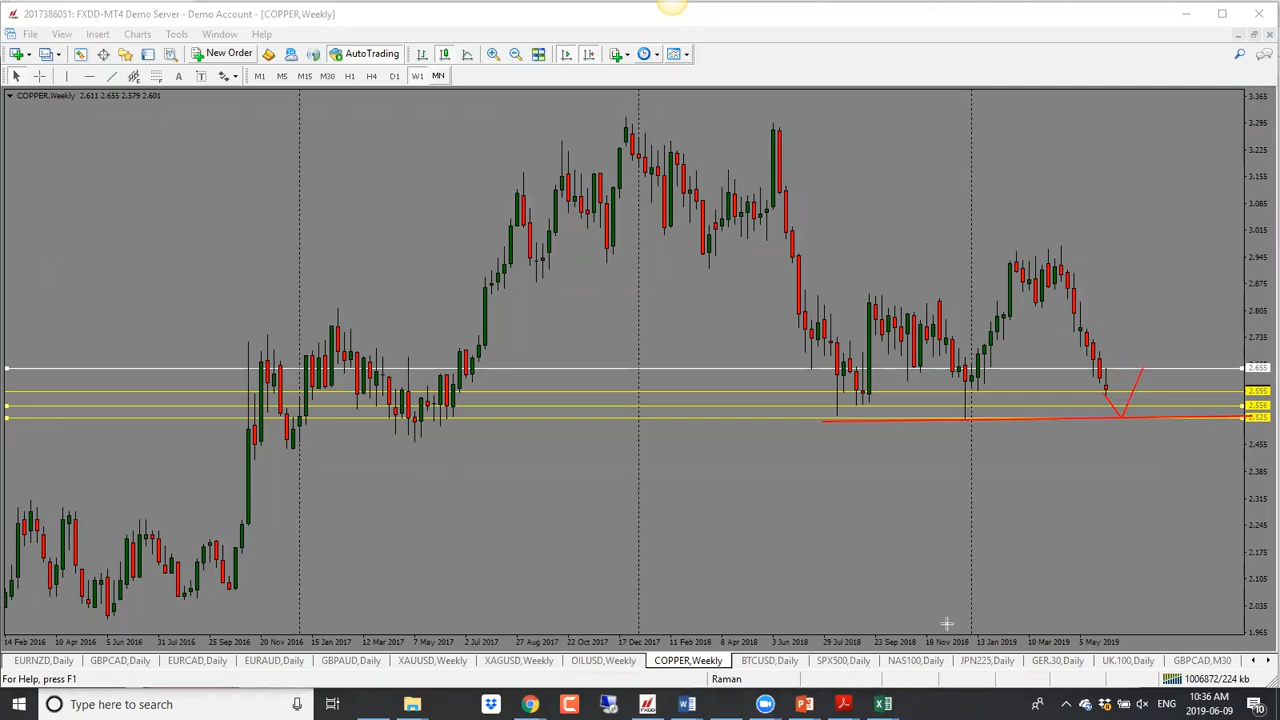 2017386051: FXDD-MT4 Demo Server - Demo Account - [COPPER,Weekly]
File View Insert Charts Tools Window Help
New Order AutoTrading
A T M1 M5 M15 M30 H1 H4 D1 W1 MN
COPPER,Weekly 2.611 2.655 2.579 2.601
3.365
3.295
3.225
3.155
3.085
3.015
2.945
2.875
2.805
2.735
2.655
2.595
2.556
2.525
2.455
2.385
2.315
2.245
2.175
2.105
2.035
1.965
14 Feb 2016 10 Apr 2016 5 Jun 2016 31 Jul 2016 25 Sep 2016 20 Nov 2016 15 Jan 2017 12 Mar 2017 7 May 2017 2 Jul 2017 27 Aug 2017 22 Oct 2017 17 Dec 2017 11 Feb 2018 8 Apr 2018 3 Jun 2018 29 Jul 2018 23 Sep 2018 18 Nov 2018 13 Jan 2019 10 Mar 2019 5 May 2019
EURNZD,Daily GBPCAD,Daily EURCAD,Daily EURAUD,Daily GBPAUD,Daily XAUUSD,Weekly XAGUSD,Weekly OILUSD,Weekly COPPER,Weekly BTCUSD,Daily SPX500,Daily NAS100,Daily JPN225,Daily GER.30,Daily UK.100,Daily GBPCAD,M30
For Help, press F1 Raman 1006872/224 kb
Type here to search
FXDD
ENG
10:36 AM
2019-06-09
10